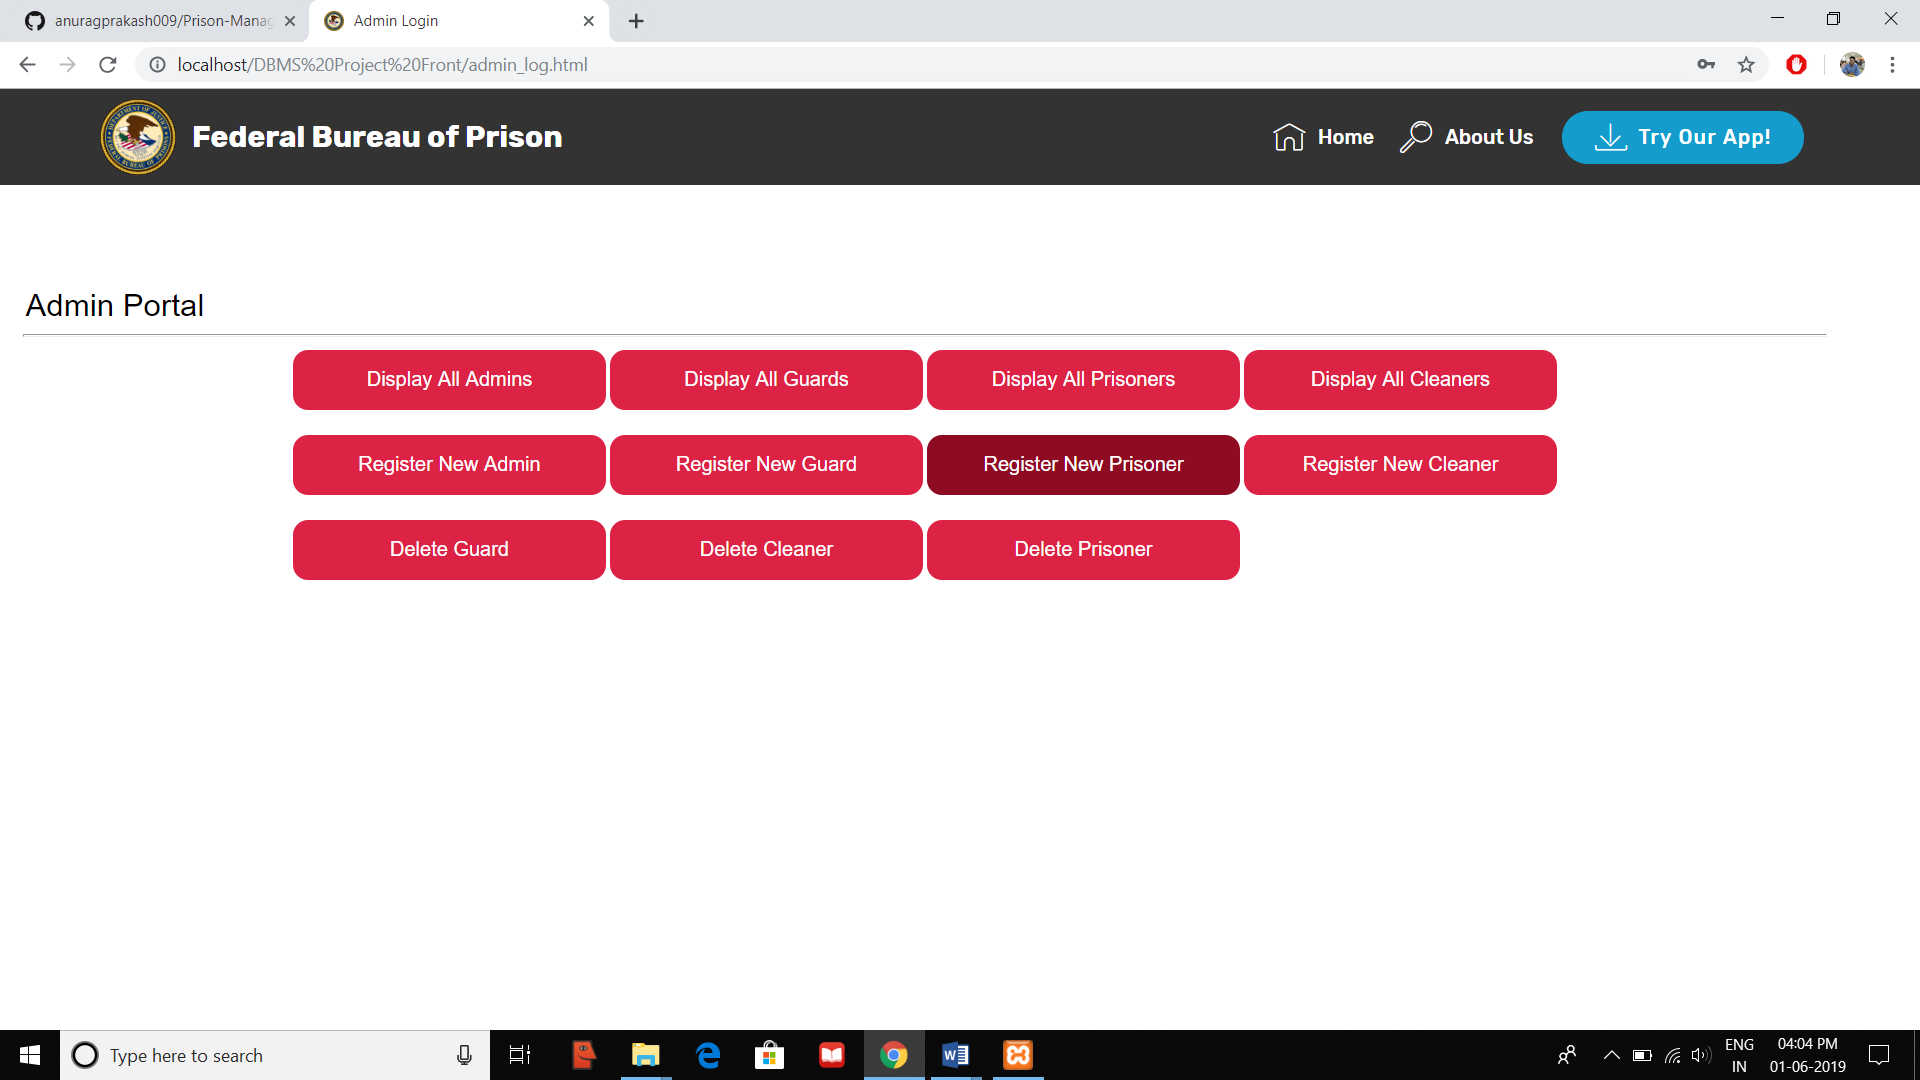 anuragprakash009/Prison-Manag
Admin Login
localhost/DBMS%20Project%20Front/admin_log.html
Federal Bureau of Prison
Home
About Us
Try Our App!
Admin Portal
Display All Admins
Display All Guards
Display All Prisoners
Display All Cleaners
Register New Admin
Register New Guard
Register New Prisoner
Register New Cleaner
Delete Guard
Delete Cleaner
Delete Prisoner
Type here to search
ENG
IN
04:04 PM
01-06-2019